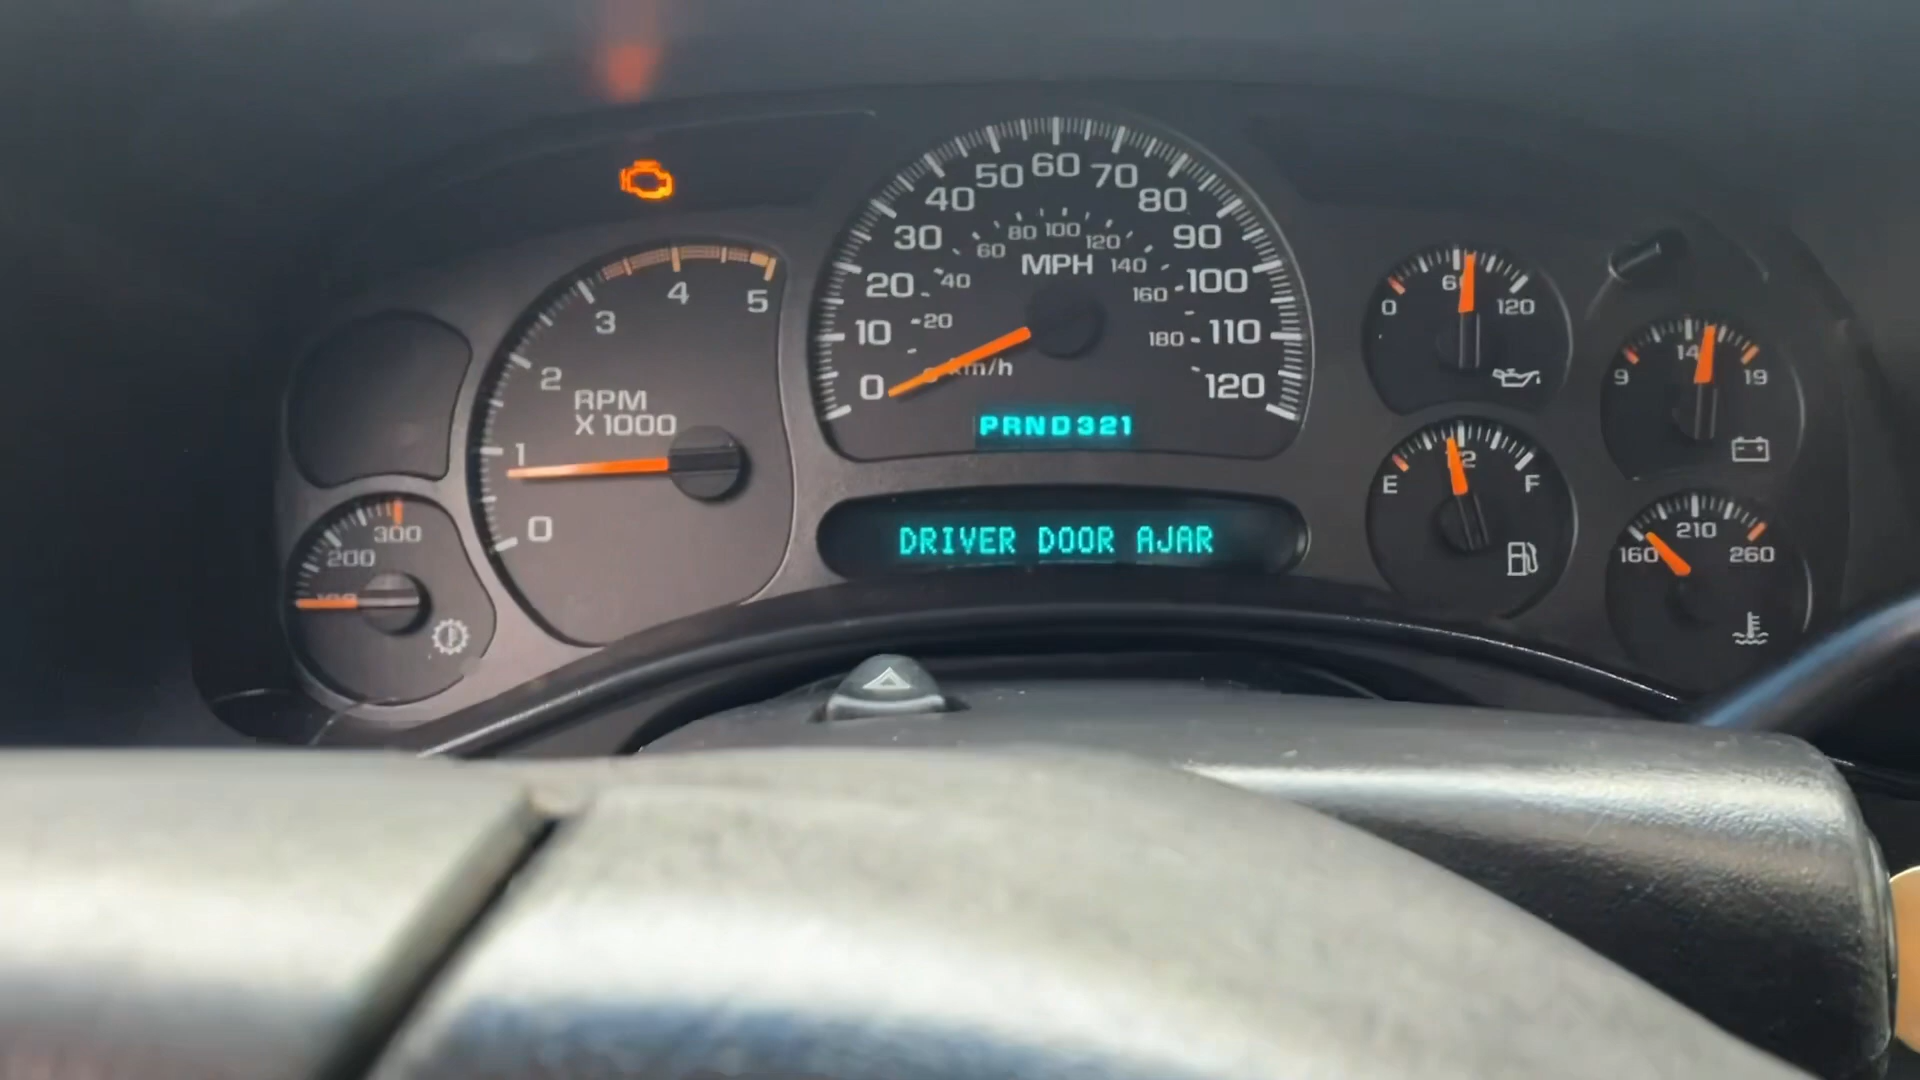 50 60 70
40 80
30 80 100 120 90
60 MPH 140
20 40 160 100
10 20 180 110
0 km/h 120
PRND321
DRIVER DOOR AJAR
4 5
3
2
RPM
X 1000
1
0
300
200
0 120
9 14 19
E F
160 210 260